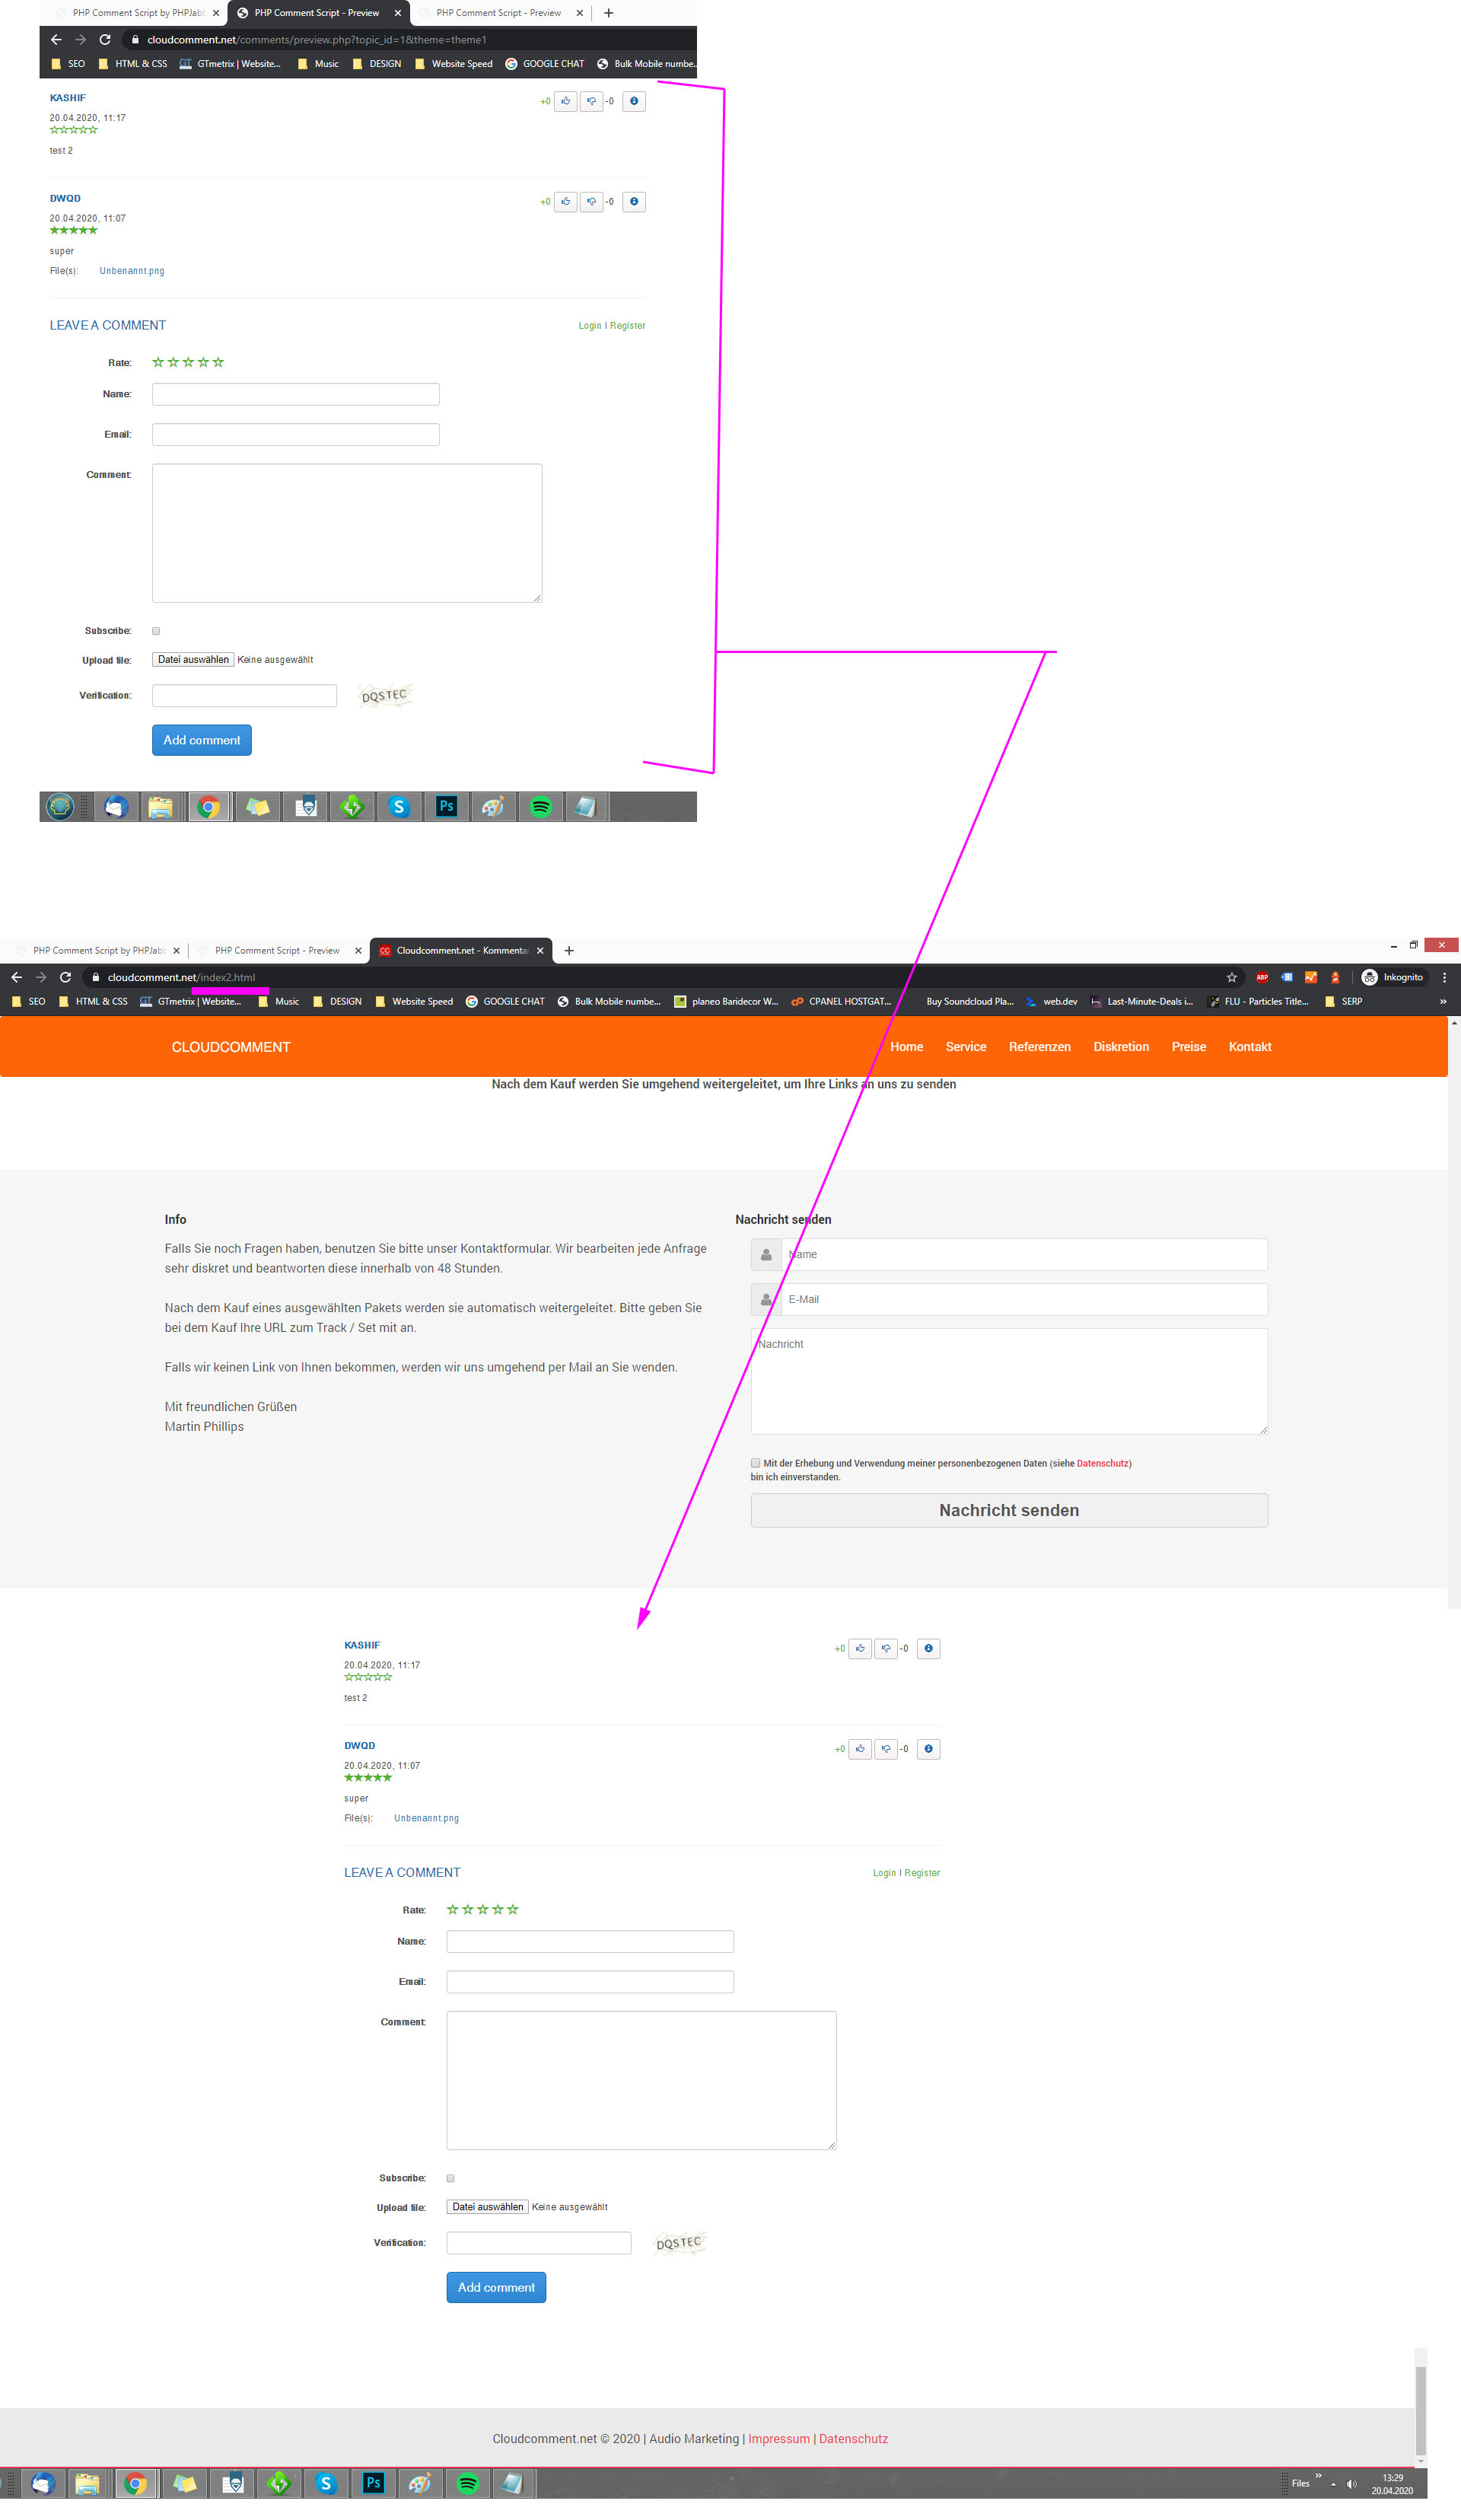 PHP Comment Script by PHPJabb
PHP Comment Script - Preview
PHP Comment Script - Preview
cloudcomment.net/comments/preview.php?topic_id=1&theme=theme1
SEO HTML & CSS GTmetrix | Website... Music DESIGN Website Speed GOOGLE CHAT Bulk Mobile numbe...
KASHIF +0 -0
20.04.2020, 11:17
test 2
DWQD +0 -0
20.04.2020, 11:07
super
File(s): Unbenannt.png
LEAVE A COMMENT Login | Register
Rate:
Name:
Email:
Comment:
Subscribe:
Upload file: Datei auswählen Keine ausgewählt
Verification: DQSTEC
Add comment
PHP Comment Script by PHPJabb
PHP Comment Script - Preview
Cloudcomment.net - Kommentar
cloudcomment.net/index2.html Inkognito
SEO HTML & CSS GTmetrix | Website... Music DESIGN Website Speed GOOGLE CHAT Bulk Mobile numbe... planeo Baridecor W... CPANEL HOSTGAT... Buy Soundcloud Pla... web.dev Last-Minute-Deals i... FLU - Particles Title... SERP »
CLOUDCOMMENT Home Service Referenzen Diskretion Preise Kontakt
Nach dem Kauf werden Sie umgehend weitergeleitet, um Ihre Links an uns zu senden
Info
Falls Sie noch Fragen haben, benutzen Sie bitte unser Kontaktformular. Wir bearbeiten jede Anfrage
sehr diskret und beantworten diese innerhalb von 48 Stunden.
Nach dem Kauf eines ausgewählten Pakets werden sie automatisch weitergeleitet. Bitte geben Sie
bei dem Kauf Ihre URL zum Track / Set mit an.
Falls wir keinen Link von Ihnen bekommen, werden wir uns umgehend per Mail an Sie wenden.
Mit freundlichen Grüßen
Martin Phillips
Nachricht senden
Name
E-Mail
Nachricht
Mit der Erhebung und Verwendung meiner personenbezogenen Daten (siehe Datenschutz)
bin ich einverstanden.
Nachricht senden
KASHIF +0 -0
20.04.2020, 11:17
test 2
DWQD +0 -0
20.04.2020, 11:07
super
File(s): Unbenannt.png
LEAVE A COMMENT Login | Register
Rate:
Name:
Email:
Comment:
Subscribe:
Upload file: Datei auswählen Keine ausgewählt
Verification: DQSTEC
Add comment
Cloudcomment.net © 2020 | Audio Marketing | Impressum | Datenschutz
Files » 13:29
20.04.2020